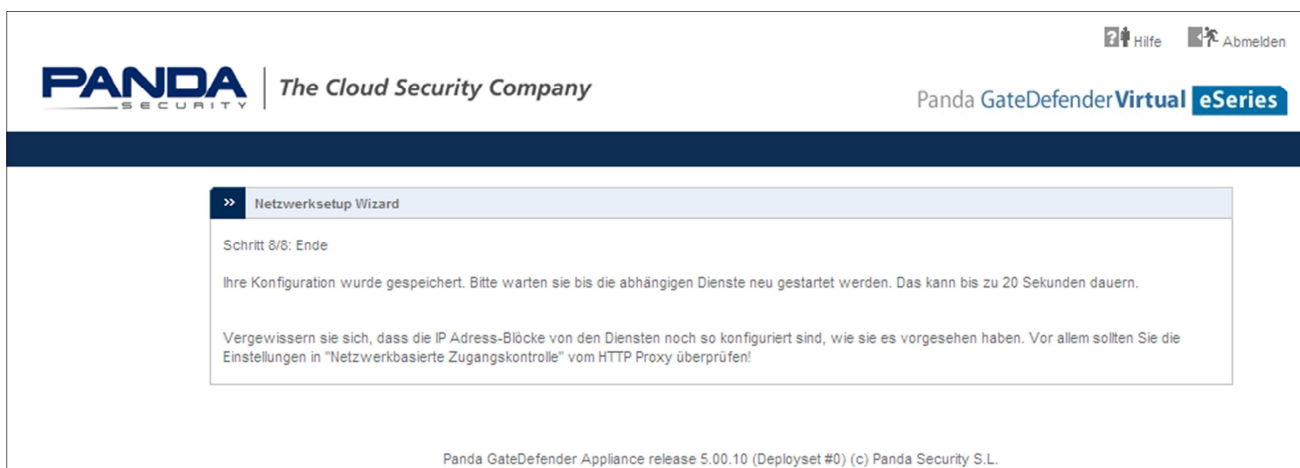 Hilfe
Abmelden
PANDA
SECURITY
The Cloud Security Company
Panda GateDefender Virtual eSeries
>> Netzwerksetup Wizard
Schritt 8/8: Ende
Ihre Konfiguration wurde gespeichert. Bitte warten sie bis die abhängigen Dienste neu gestartet werden. Das kann bis zu 20 Sekunden dauern.
Vergewissern sie sich, dass die IP Adress-Blöcke von den Diensten noch so konfiguriert sind, wie sie es vorgesehen haben. Vor allem sollten Sie die
Einstellungen in "Netzwerkbasierte Zugangskontrolle" vom HTTP Proxy überprüfen!
Panda GateDefender Appliance release 5.00.10 (Deployset #0) (c) Panda Security S.L.